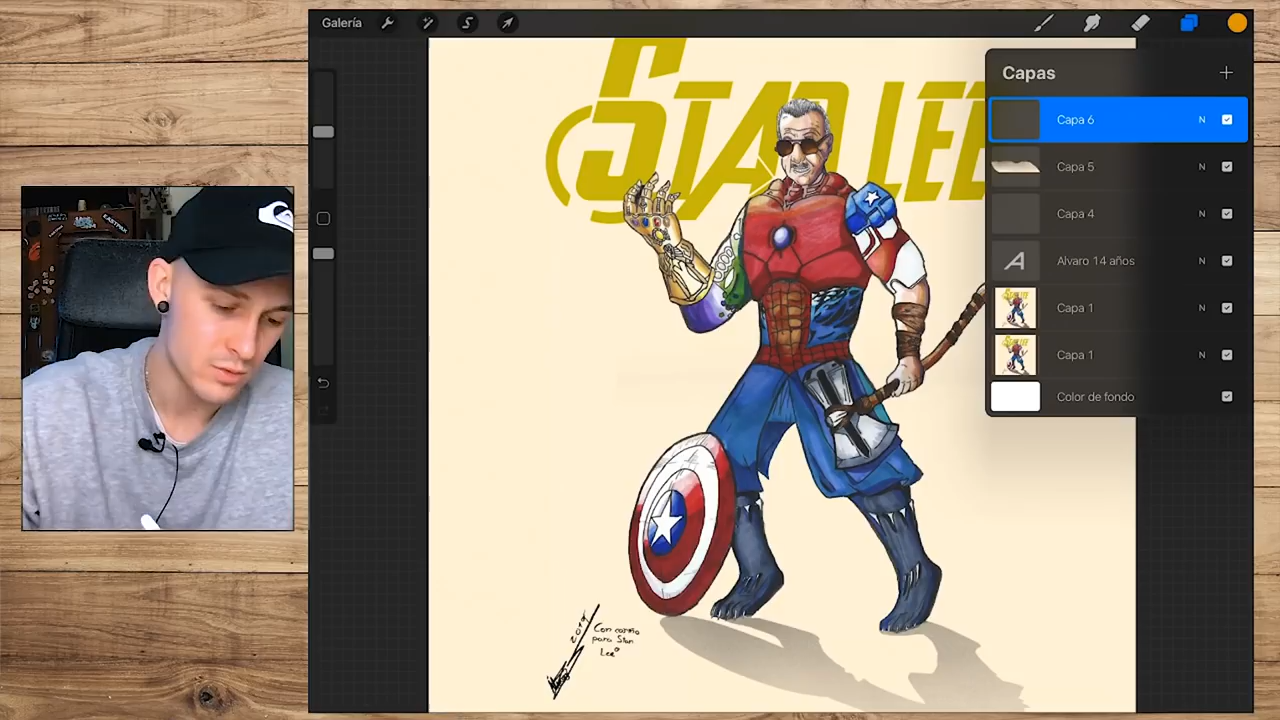 Galería
STAN LEE
Capas
Capa 6
N
Capa 5
N
Capa 4
N
Alvaro 14 años
N
Capa 1
N
Capa 1
N
Color de fondo
Con cariño
para Stan
Lee